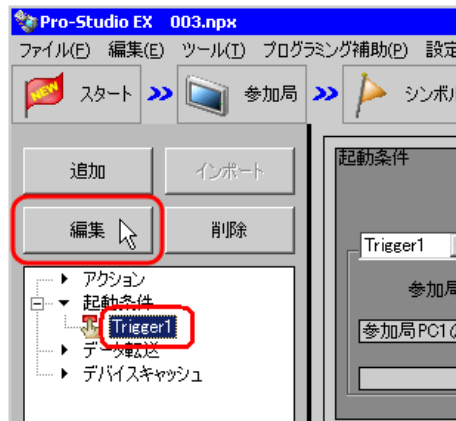 Pro-Studio EX 003.npx
ファイル(F) 編集(E) ツール(T) プログラミング補助(P) 設定
NEW スタート >> 参加局 >> シンボル
追加 インポート
編集 削除
起動条件
Trigger1
参加局
参加局PC1の
アクション
起動条件
Trigger1
データ転送
デバイスキャッシュ